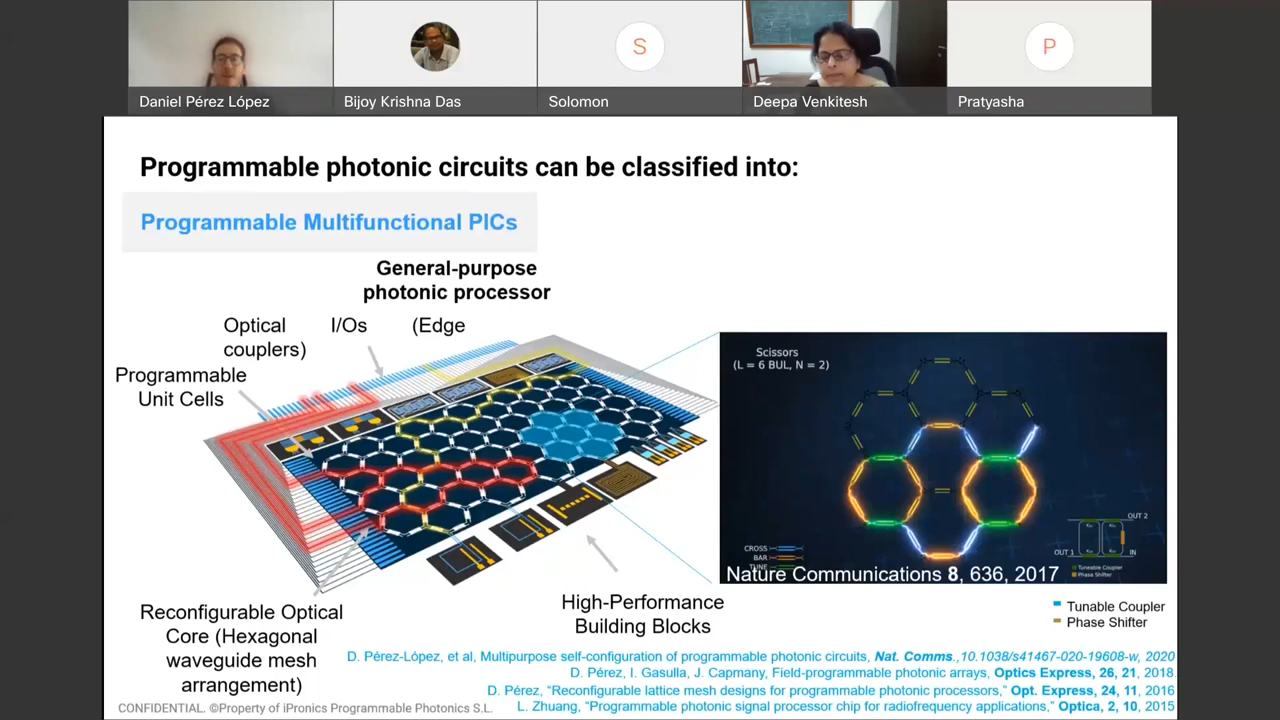 Daniel Pérez López
Bijoy Krishna Das
S
Solomon
Deepa Venkitesh
P
Pratyasha
Programmable photonic circuits can be classified into:
Programmable Multifunctional PICs
General-purpose
photonic processor
Optical I/Os (Edge
couplers)
Programmable
Unit Cells
Scissors
(L = 6 BUL, N = 2)
CROSS
BAR
TUNE
OUT 2
OUT 1
IN
Tuneable Coupler
Phase Shifter
Nature Communications 8, 636, 2017
Reconfigurable Optical
Core (Hexagonal
waveguide mesh
arrangement)
High-Performance
Building Blocks
Tunable Coupler
Phase Shifter
D. Pérez-López, et al, Multipurpose self-configuration of programmable photonic circuits, Nat. Comms.,10.1038/s41467-020-19608-w, 2020
D. Pérez, I. Gasulla, J. Capmany, Field-programmable photonic arrays, Optics Express, 26, 21, 2018.
D. Pérez, “Reconfigurable lattice mesh designs for programmable photonic processors,” Opt. Express, 24, 11, 2016
L. Zhuang, “Programmable photonic signal processor chip for radiofrequency applications,” Optica, 2, 10, 2015
CONFIDENTIAL. ©Property of iPronics Programmable Photonics S.L.